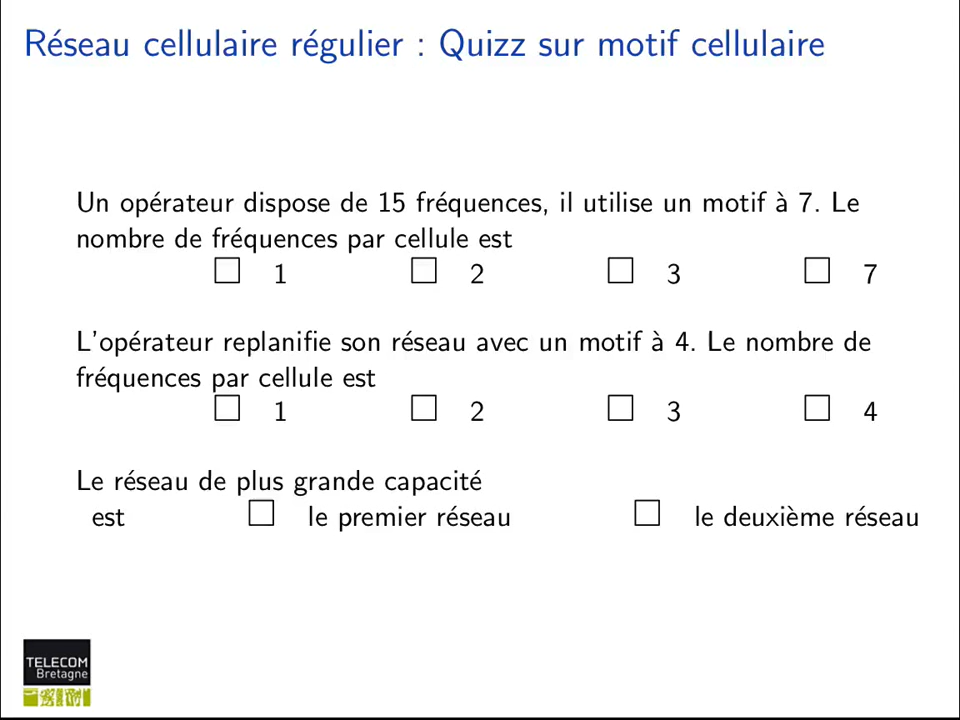 Réseau cellulaire régulier : Quizz sur motif cellulaire
Un opérateur dispose de 15 fréquences, il utilise un motif à 7. Le
nombre de fréquences par cellule est
1 2 3 7
L'opérateur replanifie son réseau avec un motif à 4. Le nombre de
fréquences par cellule est
1 2 3 4
Le réseau de plus grande capacité
est le premier réseau le deuxième réseau
TELECOM
Bretagne